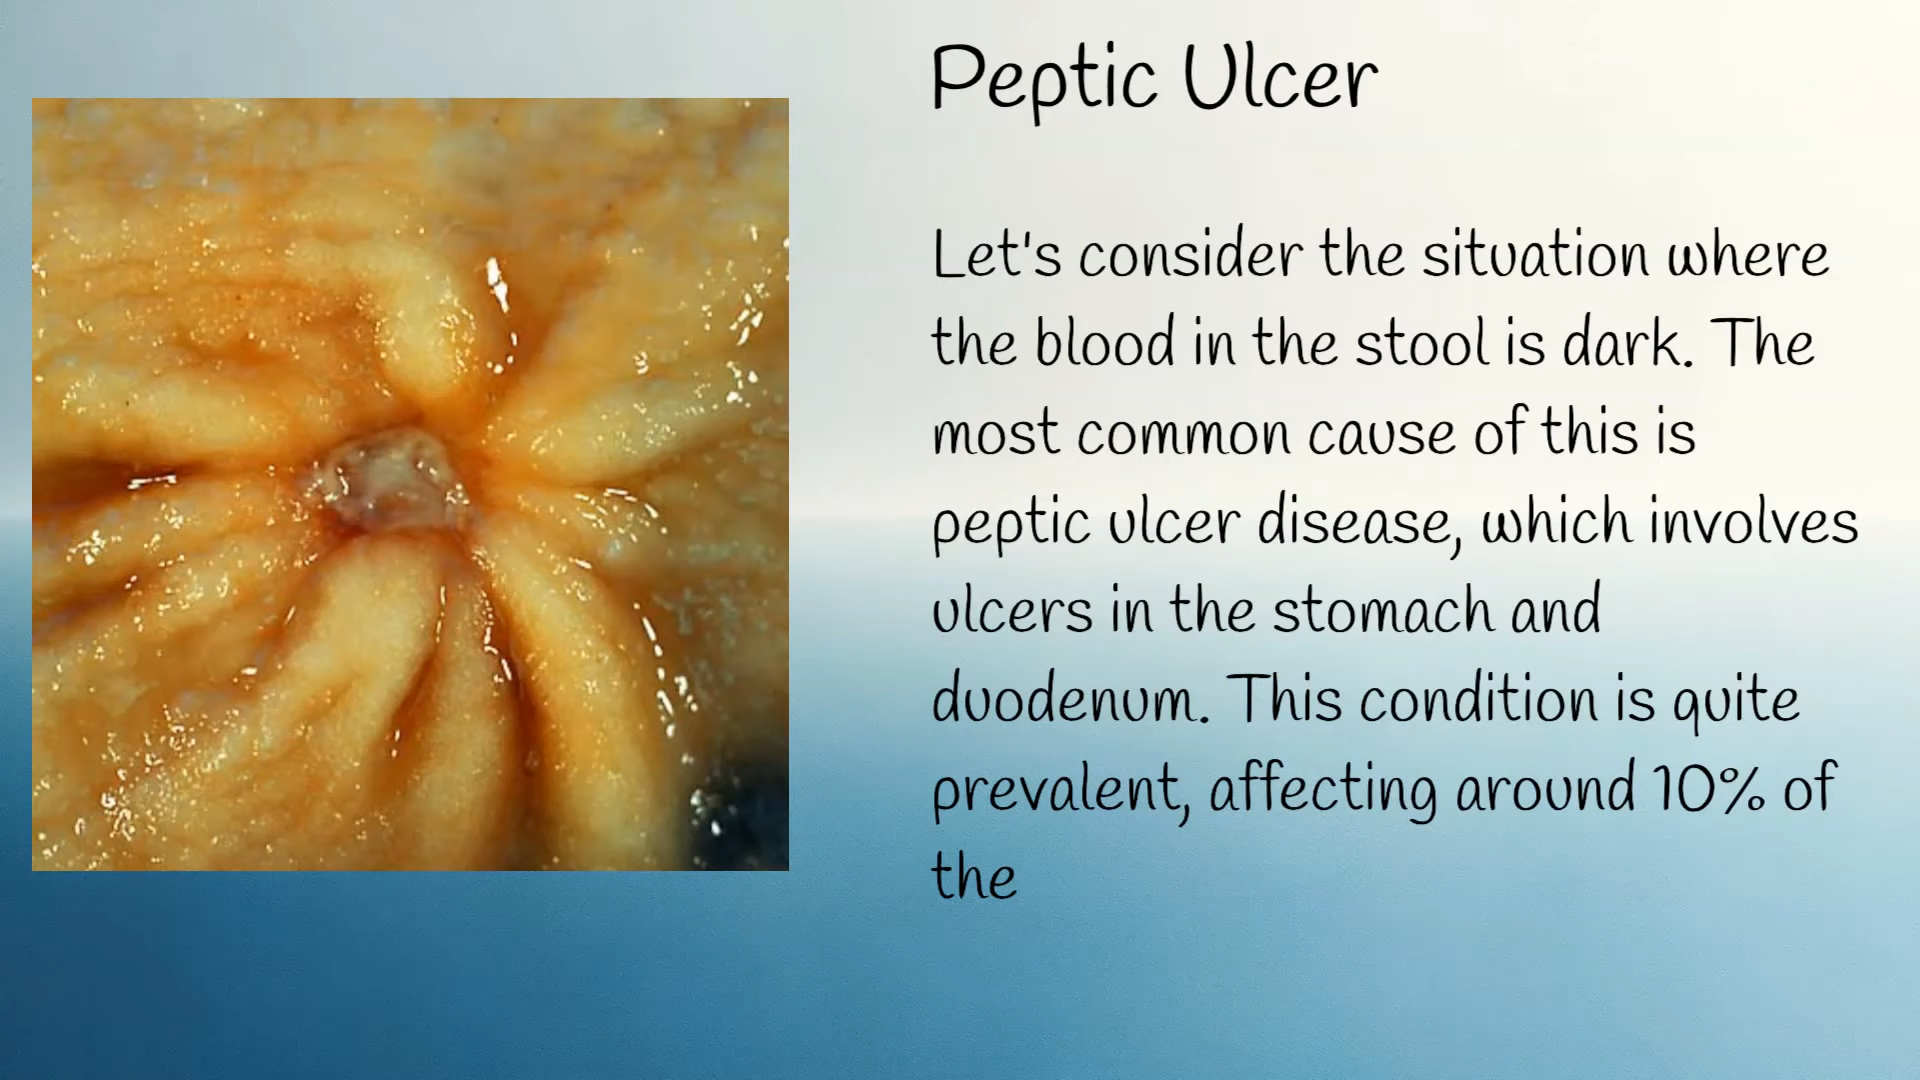 Peptic Ulcer
Let's consider the situation where
the blood in the stool is dark. The
most common cause of this is
peptic ulcer disease, which involves
ulcers in the stomach and
duodenum. This condition is quite
prevalent, affecting around 10% of
the